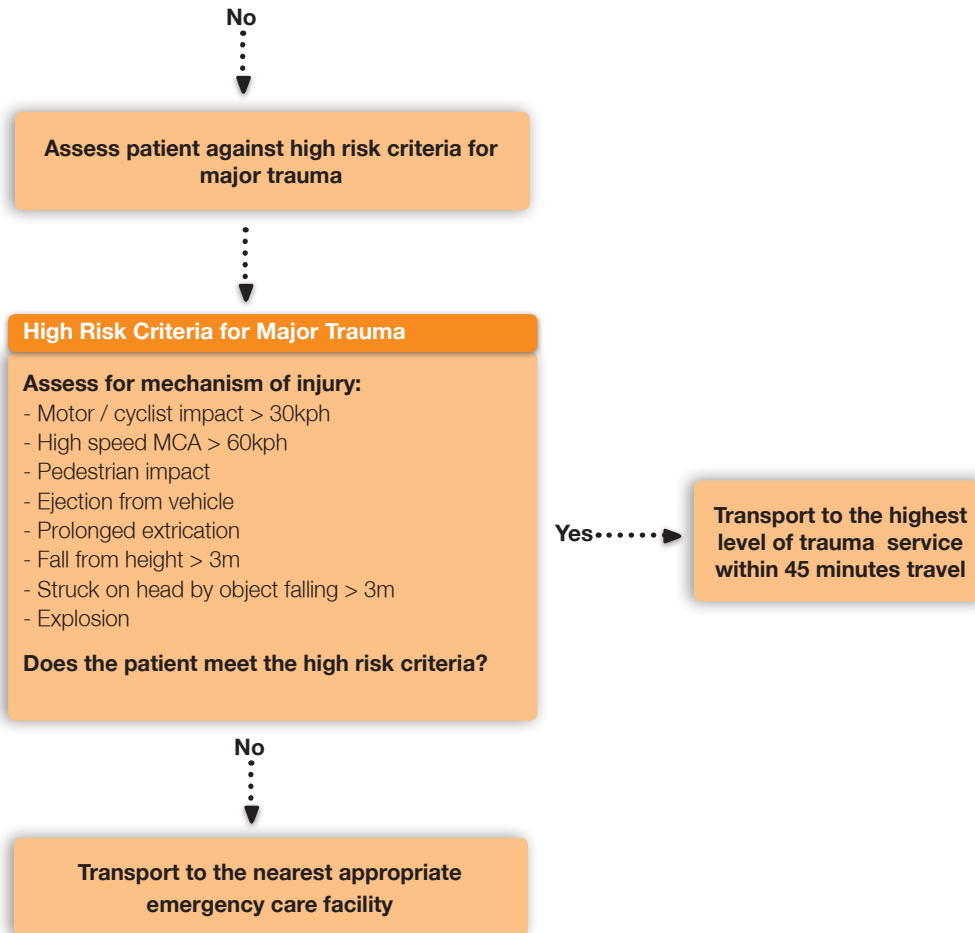 No
Assess patient against high risk criteria for
major trauma
High Risk Criteria for Major Trauma
Assess for mechanism of injury:
- Motor / cyclist impact > 30kph
- High speed MCA > 60kph
- Pedestrian impact
- Ejection from vehicle
- Prolonged extrication
- Fall from height > 3m
- Struck on head by object falling > 3m
- Explosion
Does the patient meet the high risk criteria?
Yes
Transport to the highest
level of trauma service
within 45 minutes travel
No
Transport to the nearest appropriate
emergency care facility